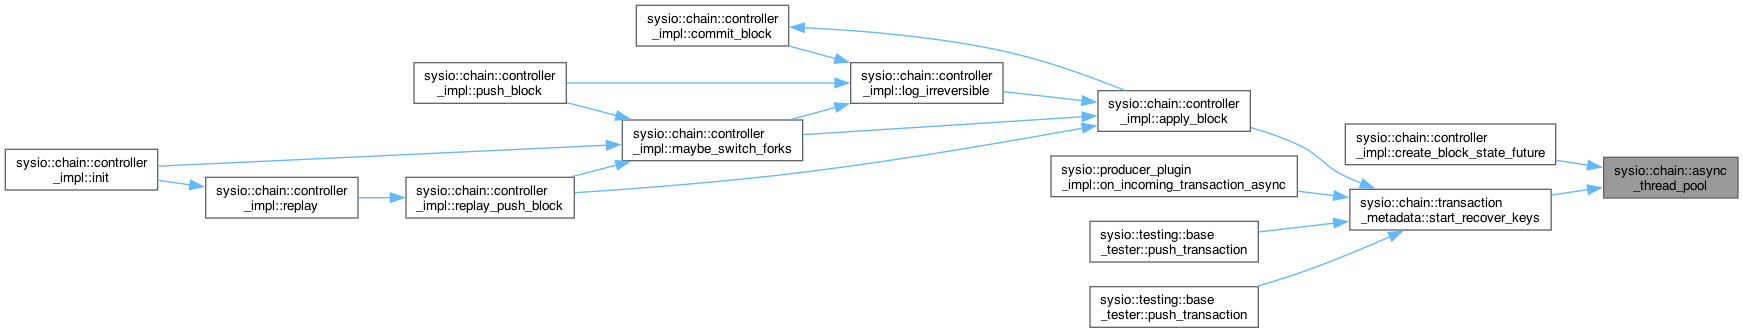 sysio::chain::controller
_impl::commit_block
sysio::chain::controller
_impl::push_block
sysio::chain::controller
_impl::log_irreversible
sysio::chain::controller
_impl::apply_block
sysio::chain::controller
_impl::maybe_switch_forks
sysio::chain::controller
_impl::create_block_state_future
sysio::chain::controller
_impl::init
sysio::producer_plugin
_impl::on_incoming_transaction_async
sysio::chain::async
_thread_pool
sysio::chain::controller
_impl::replay
sysio::chain::controller
_impl::replay_push_block
sysio::chain::transaction
_metadata::start_recover_keys
sysio::testing::base
_tester::push_transaction
sysio::testing::base
_tester::push_transaction